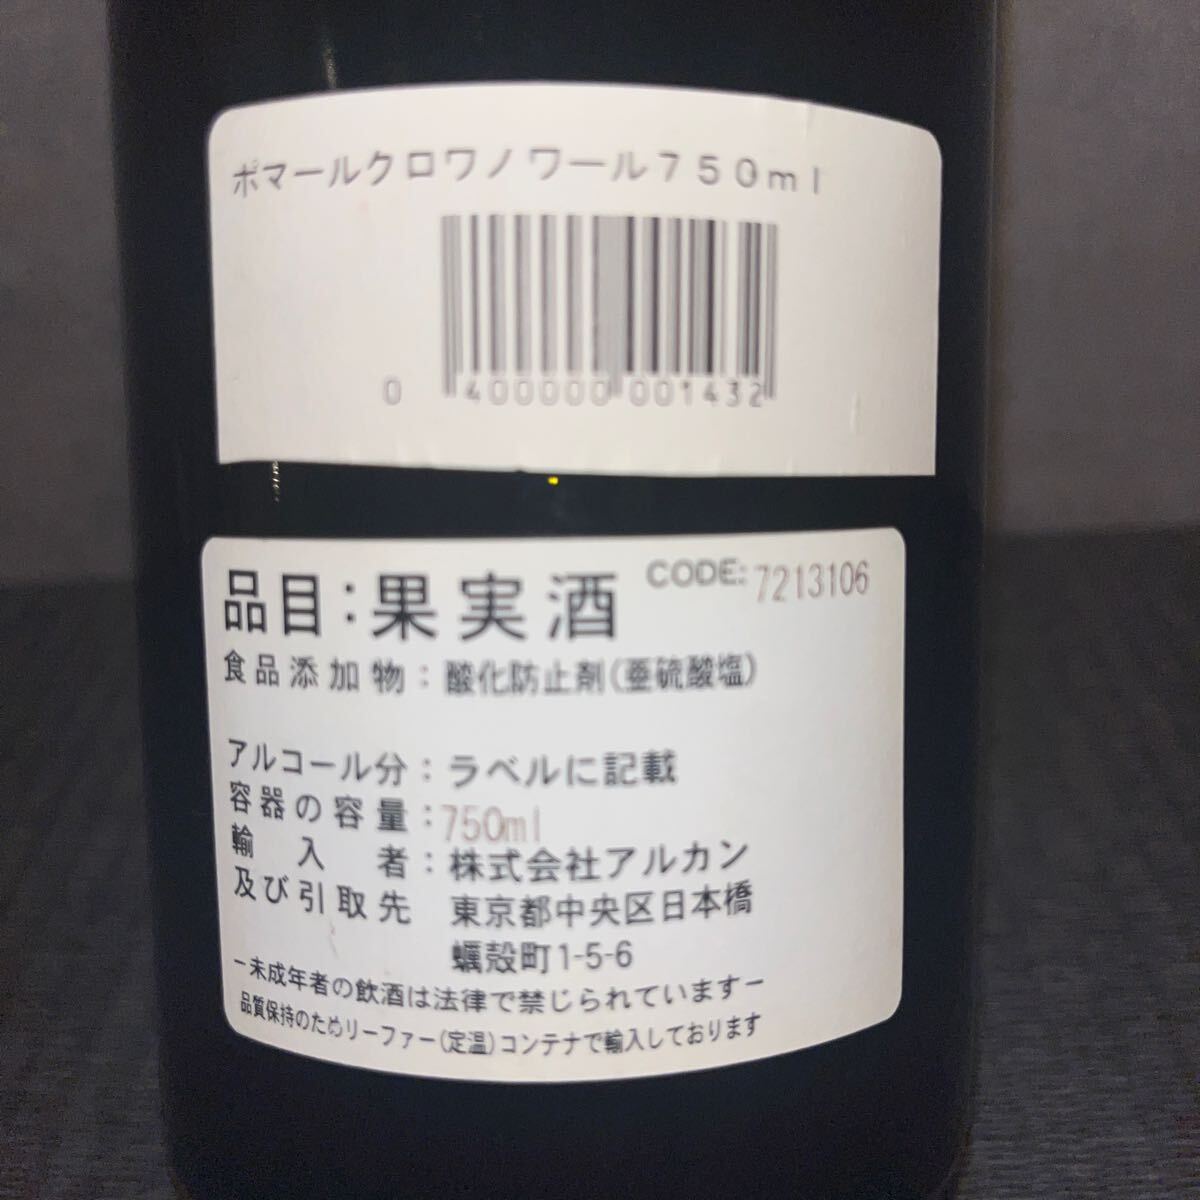 ポマールクロワノワール750ml
0 400000 001432
品目:果実酒 CODE: 7213106
食品添加物:酸化防止剤(亜硫酸塩)
アルコール分:ラベルに記載
容器の容量:750ml
輸入者:株式会社アルカン
及び引取先 東京都中央区日本橋
蠣殻町1-5-6
−未成年者の飲酒は法律で禁じられています−
品質保持のためリーファー(定温)コンテナで輸入しております